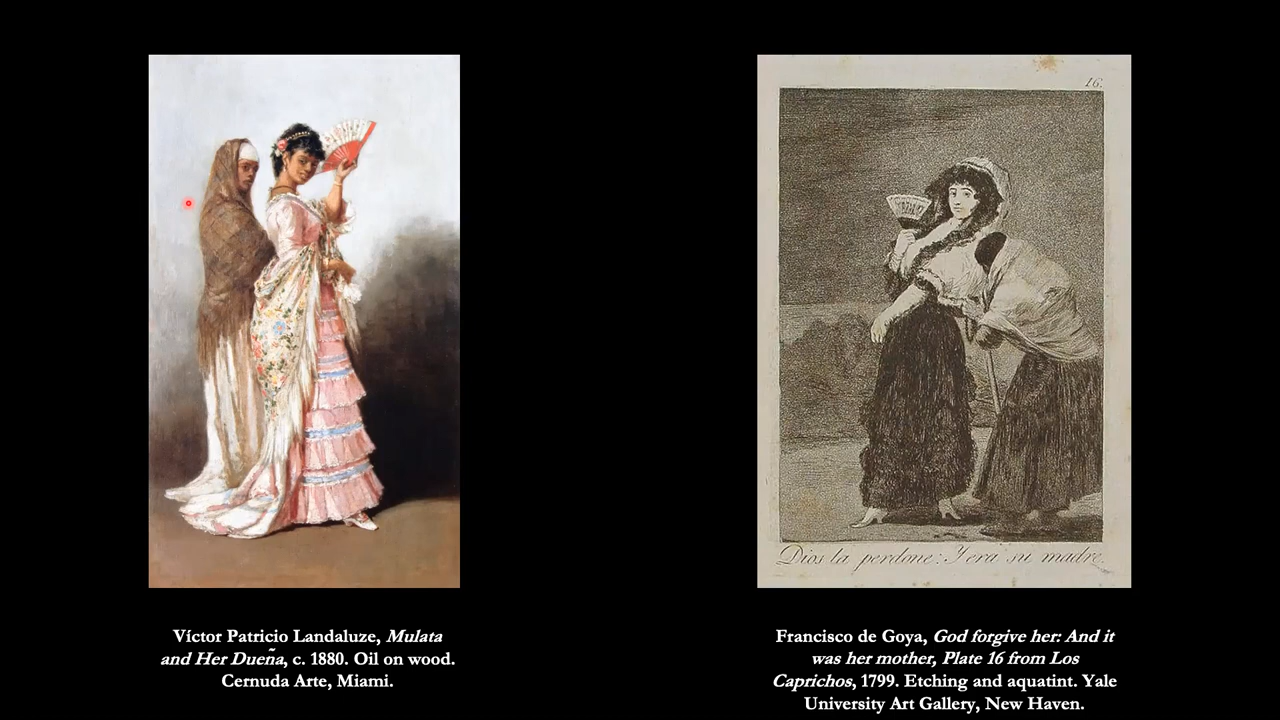 Víctor Patricio Landaluze, Mulata
and Her Dueña, c. 1880. Oil on wood.
Cernuda Arte, Miami.
16.
Dios la perdone: Y era su madre.
Francisco de Goya, God forgive her: And it
was her mother, Plate 16 from Los
Caprichos, 1799. Etching and aquatint. Yale
University Art Gallery, New Haven.